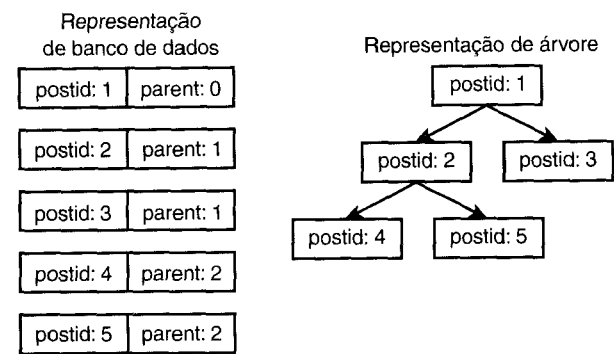 Representação
de banco de dados
postid: 1 parent: 0
postid: 2 parent: 1
postid: 3 parent: 1
postid: 4 parent: 2
postid: 5 parent: 2
Representação de árvore
postid: 1
postid: 2 postid: 3
postid: 4 postid: 5